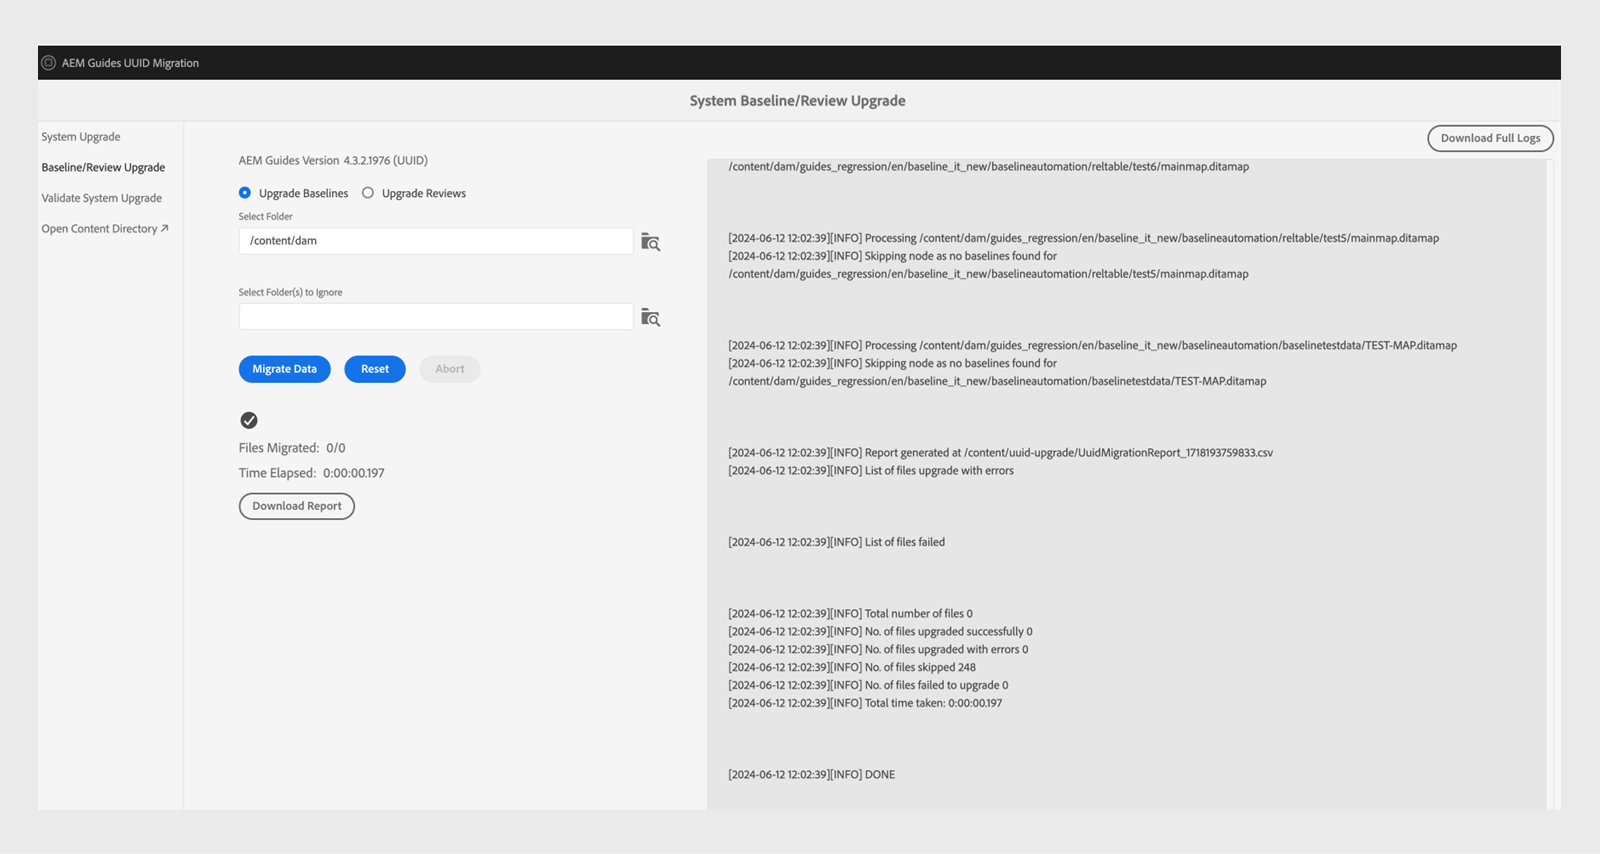 AEM Guides UUID Migration
System Baseline/Review Upgrade
System Upgrade
Baseline/Review Upgrade
Validate System Upgrade
Open Content Directory ↗
AEM Guides Version 4.3.2.1976 (UUID)
Upgrade Baselines Upgrade Reviews
Select Folder
/content/dam
Select Folder(s) to Ignore
Migrate Data Reset Abort
Files Migrated: 0/0
Time Elapsed: 0:00:00.197
Download Report
Download Full Logs
/content/dam/guides_regression/en/baseline_it_new/baselineautomation/reltable/test6/mainmap.ditamap
[2024-06-12 12:02:39][INFO] Processing /content/dam/guides_regression/en/baseline_it_new/baselineautomation/reltable/test5/mainmap.ditamap
[2024-06-12 12:02:39][INFO] Skipping node as no baselines found for
/content/dam/guides_regression/en/baseline_it_new/baselineautomation/reltable/test5/mainmap.ditamap
[2024-06-12 12:02:39][INFO] Processing /content/dam/guides_regression/en/baseline_it_new/baselineautomation/baselinetestdata/TEST-MAP.ditamap
[2024-06-12 12:02:39][INFO] Skipping node as no baselines found for
/content/dam/guides_regression/en/baseline_it_new/baselineautomation/baselinetestdata/TEST-MAP.ditamap
[2024-06-12 12:02:39][INFO] Report generated at /content/uuid-upgrade/UuidMigrationReport_1718193759833.csv
[2024-06-12 12:02:39][INFO] List of files upgrade with errors
[2024-06-12 12:02:39][INFO] List of files failed
[2024-06-12 12:02:39][INFO] Total number of files 0
[2024-06-12 12:02:39][INFO] No. of files upgraded successfully 0
[2024-06-12 12:02:39][INFO] No. of files upgraded with errors 0
[2024-06-12 12:02:39][INFO] No. of files skipped 248
[2024-06-12 12:02:39][INFO] No. of files failed to upgrade 0
[2024-06-12 12:02:39][INFO] Total time taken: 0:00:00.197
[2024-06-12 12:02:39][INFO] DONE